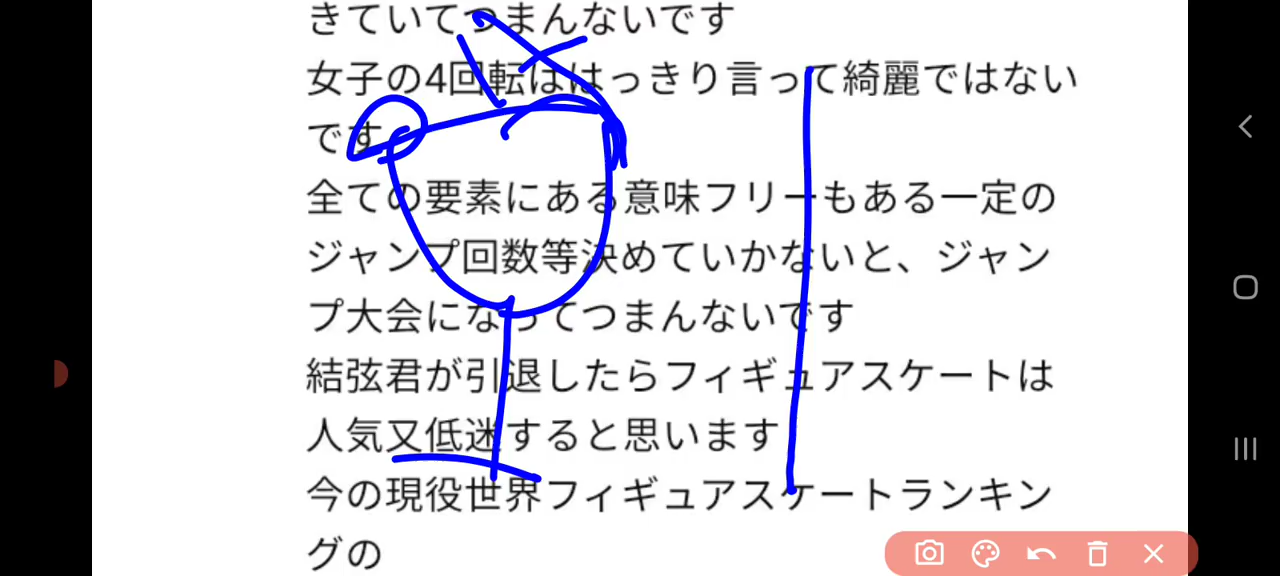 きていてつまんないです
女子の4回転ははっきり言って綺麗ではない
です
全ての要素にある意味フリーもある一定の
ジャンプ回数等決めていかないと、ジャン
プ大会になってつまんないです
結弦君が引退したらフィギュアスケートは
人気又低迷すると思います
今の現役世界フィギュアスケートランキン
グの